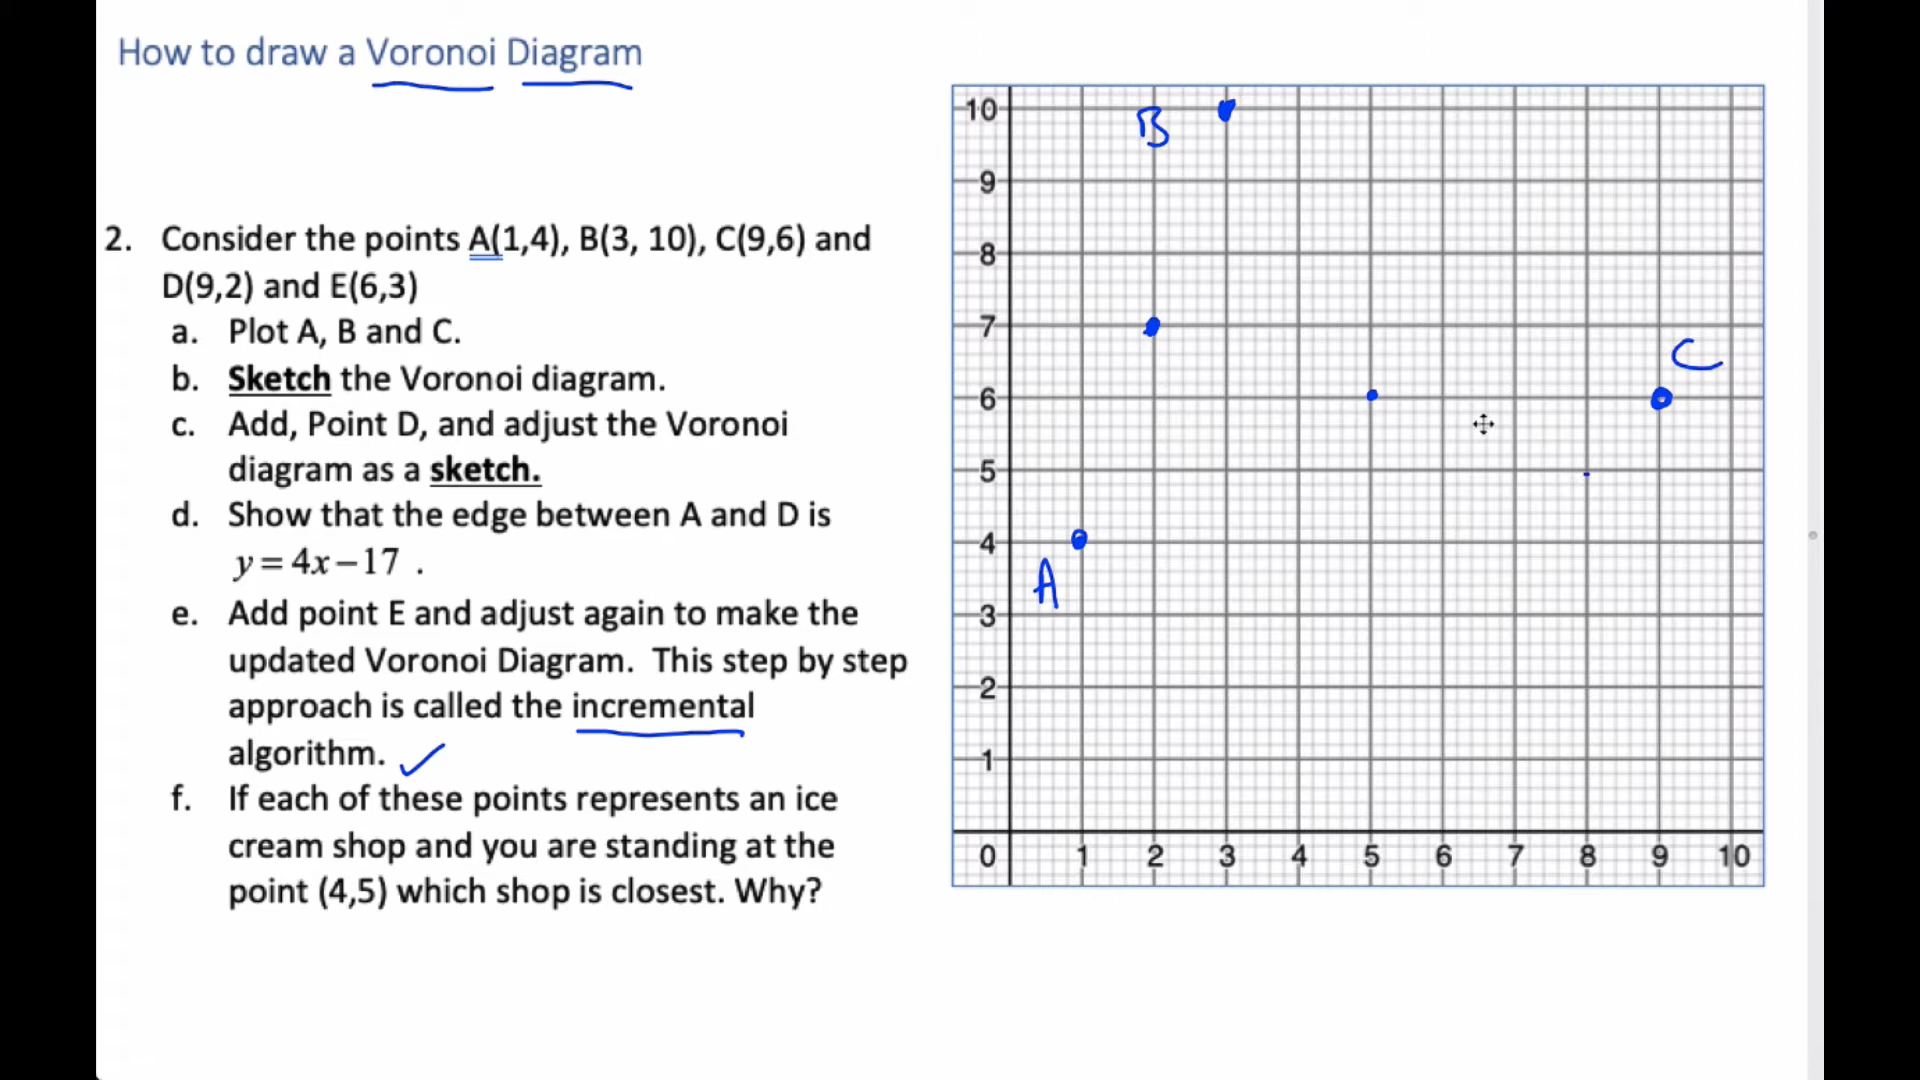 How to draw a Voronoi Diagram
2. Consider the points A(1,4), B(3, 10), C(9,6) and
D(9,2) and E(6,3)
a. Plot A, B and C.
b. Sketch the Voronoi diagram.
c. Add, Point D, and adjust the Voronoi
diagram as a sketch.
d. Show that the edge between A and D is
y = 4x – 17 .
e. Add point E and adjust again to make the
updated Voronoi Diagram. This step by step
approach is called the incremental
algorithm.
f. If each of these points represents an ice
cream shop and you are standing at the
point (4,5) which shop is closest. Why?
10
B
9
8
7
C
6
5
4
A
3
2
1
0 1 2 3 4 5 6 7 8 9 10